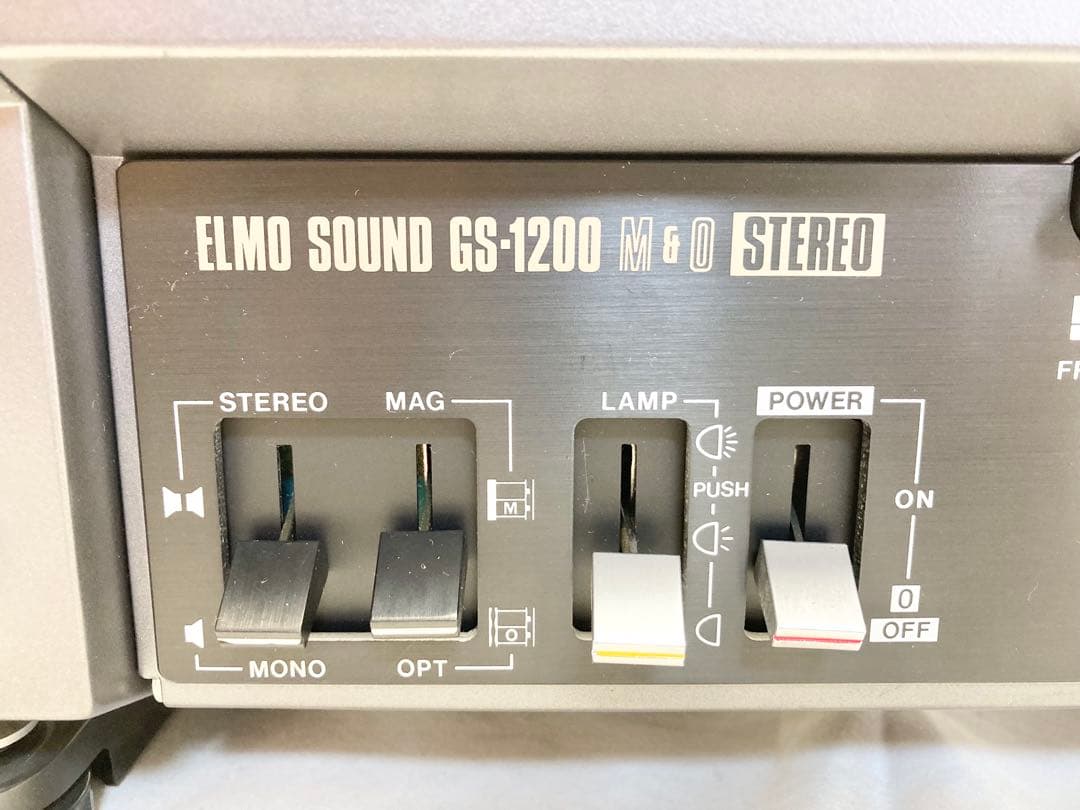 ELMO SOUND GS-1200 M & O STEREO
STEREO MAG LAMP POWER
PUSH
M
ON
O
0
OFF
MONO OPT